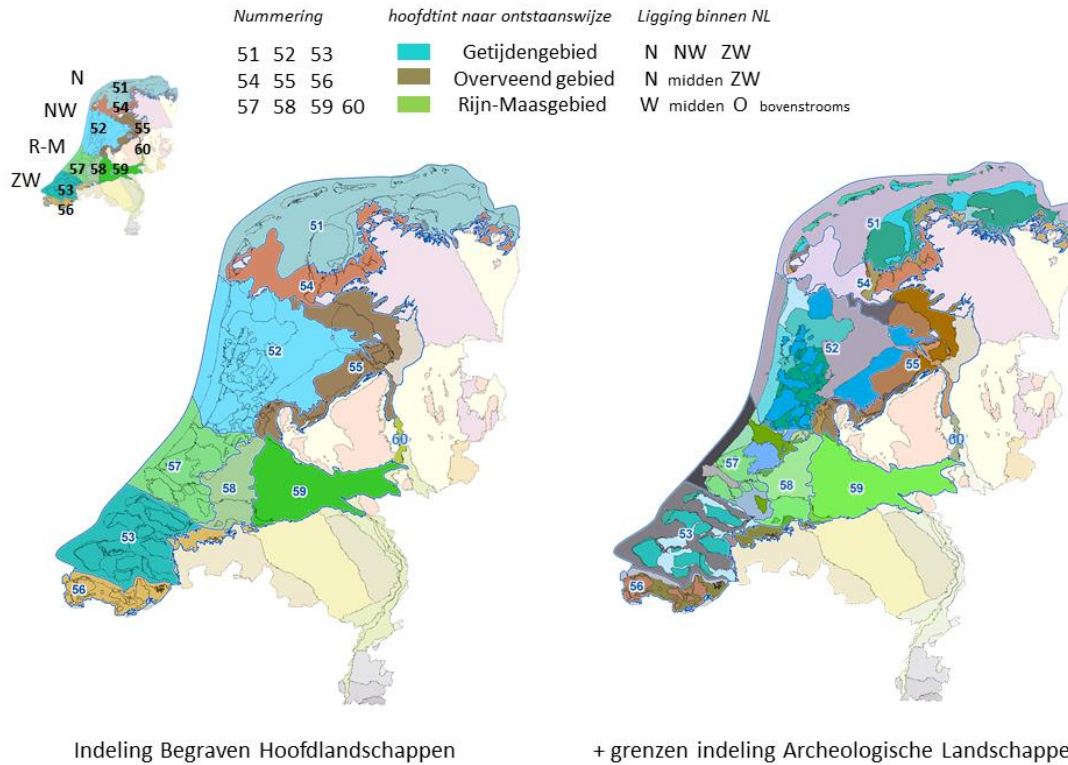 Nummering hoofdtint naar ontstaanswijze Ligging binnen NL
51 52 53 Getijdengebied N NW ZW
54 55 56 Overveend gebied N midden ZW
57 58 59 60 Rijn-Maasgebied W midden O bovenstrooms
N
NW
R-M
ZW
51
54
52
55
60
57 58 59
53
56
51
54
52
55
60
57
58
59
53
56
51
54
52
55
60
57
58
59
53
56
Indeling Begraven Hoofdlandschappen
+ grenzen indeling Archeologische Landschappe